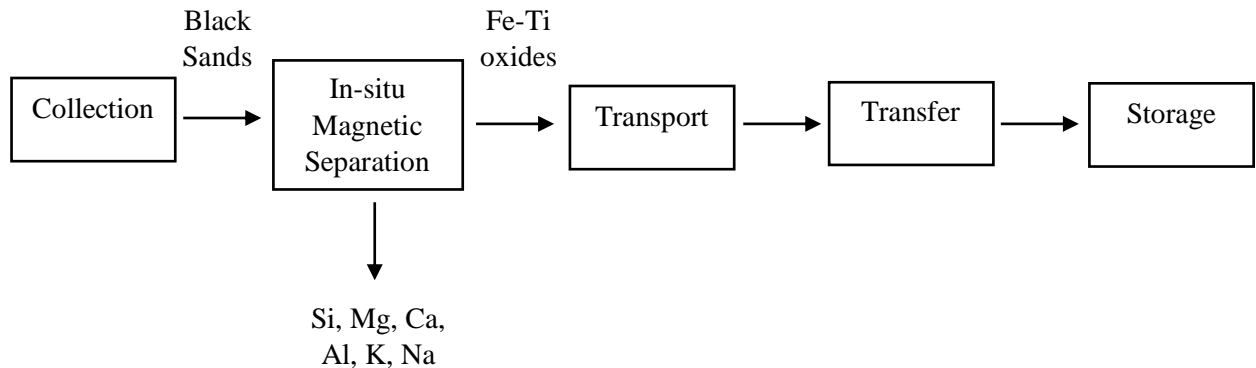 Black
Sands
Fe-Ti
oxides
Collection
In-situ
Magnetic
Separation
Transport
Transfer
Storage
Si, Mg, Ca,
Al, K, Na